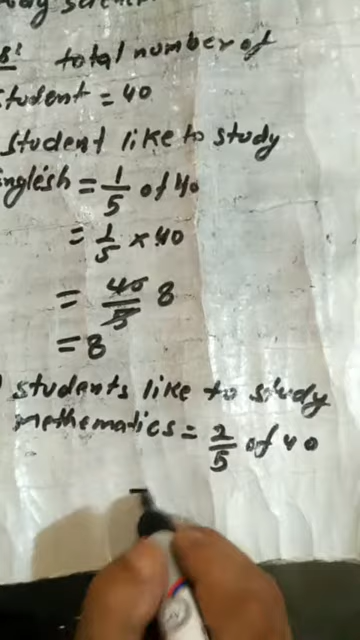 total number of
student = 40
student like to study
English = 1/5 of 40
= 1/5 × 40
= 40/5 8
= 8
students like to study
mathematics = 2/5 of 40